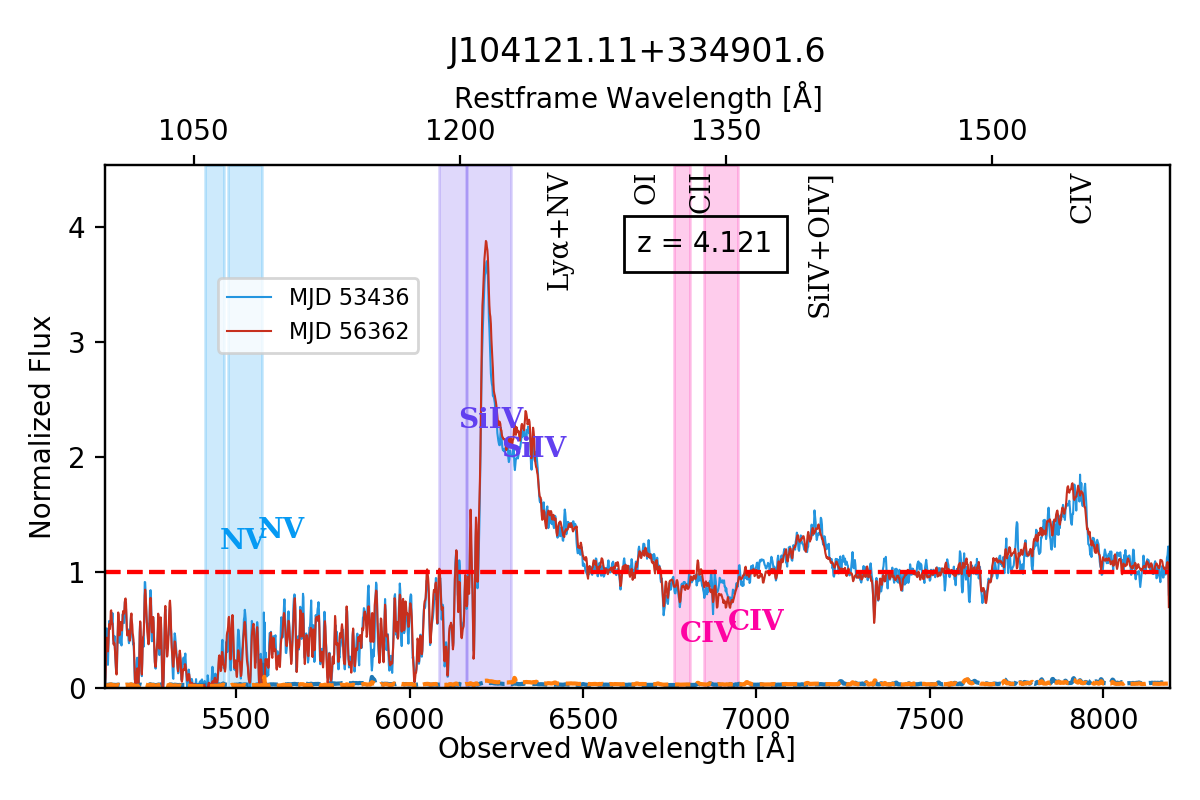 J104121.11+334901.6
Restframe Wavelength [Å]
1050 1200 1350 1500
Lyα+NV
OI
CII
SiIV+OIV]
CIV
z = 4.121
MJD 53436
MJD 56362
SiIV
SiIV
NV
NV
CIV
CIV
Normalized Flux
4
3
2
1
0
5500 6000 6500 7000 7500 8000
Observed Wavelength [Å]